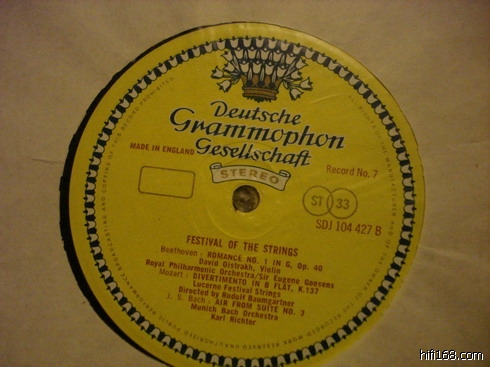 Deutsche
Grammophon
Gesellschaft
MADE IN ENGLAND
STEREO
Record No. 7
ST 33
SDJ 104 427 B
FESTIVAL OF THE STRINGS
Beethoven: ROMANCE NO. 1 IN G, Op. 40
David Oistrakh, Violin
Royal Philharmonic Orchestra/Sir Eugene Goosens
Mozart: DIVERTIMENTO IN B FLAT, K.137
Lucerne Festival Strings
Directed by Rudolf Baumgartner
J. S. Bach: AIR FROM SUITE NO. 3
Munich Bach Orchestra
Karl Richter
hifi168.com